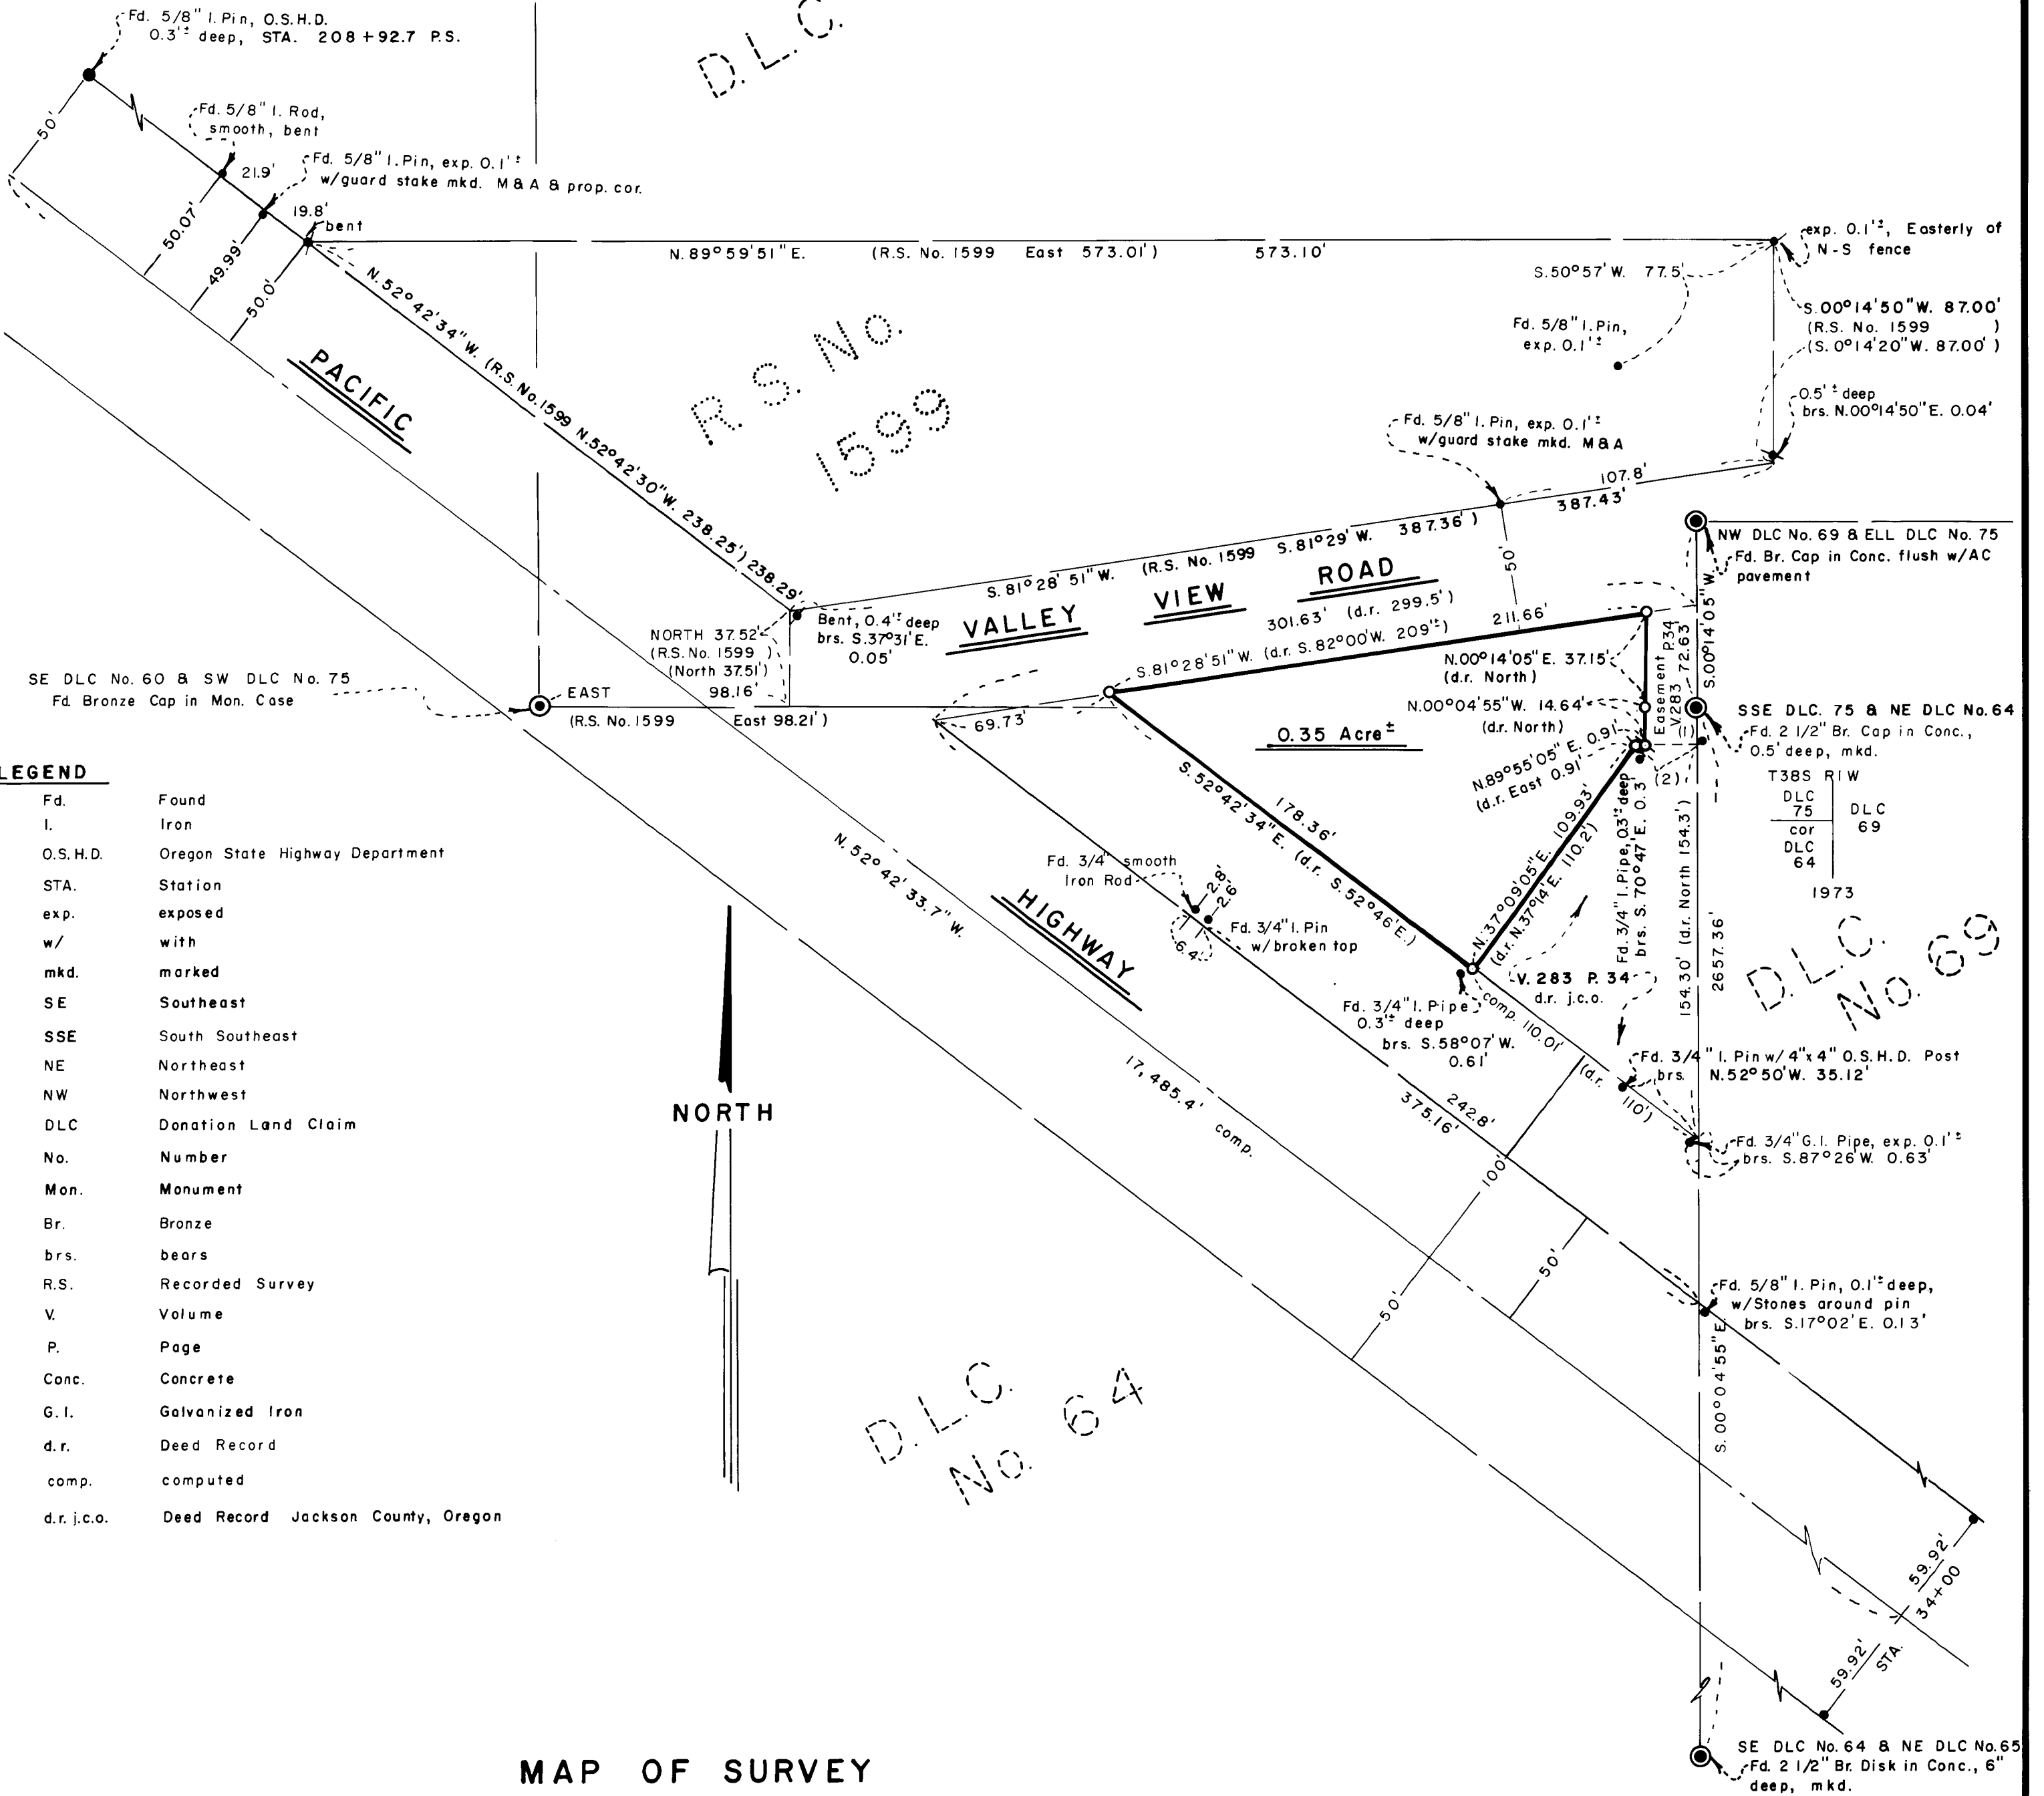 Fd. 5/8" I. Pin, O.S.H.D.
0.3'± deep, STA. 208+92.7 P.S.
D.L.C.
50'
Fd. 5/8" I. Rod,
smooth, bent
21.9'
Fd. 5/8" I. Pin, exp. 0.1'±
w/guard stake mkd. M&A & prop. cor.
19.8'
bent
50.07'
49.99'
50.0'
N. 89°59'51" E. (R.S. No. 1599 East 573.01') 573.10'
exp. 0.1'±, Easterly of
N-S fence
S. 50°57' W. 77.5'
S. 00°14'50" W. 87.00'
(R.S. No. 1599 )
(S. 0°14'20" W. 87.00' )
Fd. 5/8" I. Pin,
exp. 0.1'±
0.5'± deep
brs. N. 00°14'50" E. 0.04'
N. 52°42'34" W. (R.S. No. 1599 N. 52°42'30" W. 238.25') 238.29'
PACIFIC
R. S. No.
1599
Fd. 5/8" I. Pin, exp. 0.1'±
w/guard stake mkd. M&A
107.8'
387.43'
S. 81°28'51" W. (R.S. No. 1599 S. 81°29' W. 387.36')
50'
NW DLC No. 69 & ELL DLC No. 75
Fd. Br. Cap in Conc. flush w/AC
pavement
S. 00°14'05" W.
72.63'
VALLEY VIEW ROAD
Bent, 0.4'± deep
brs. S. 37°31' E.
0.05'
NORTH 37.52'
(R.S. No. 1599 )
(North 37.51')
98.16'
301.63' (d.r. 299.5')
211.66'
S. 81°28'51" W. (d.r. S. 82°00' W. 209'±)
N. 00°14'05" E. 37.15'
(d.r. North)
Easement
V.283 P.34
SE DLC No. 60 & SW DLC No. 75
Fd. Bronze Cap in Mon. Case
EAST
(R.S. No. 1599 East 98.21')
69.73'
N. 00°04'55" W. 14.64'
(d.r. North)
SSE DLC. 75 & NE DLC No. 64
Fd. 2 1/2" Br. Cap in Conc.,
0.5' deep, mkd.
0.35 Acre±
N. 89°55'05" E. 0.91'
(d.r. East 0.91')
(1)
(2)
T38S R1W
DLC
75
DLC
69
cor
DLC
64
1973
LEGEND
Fd. Found
I. Iron
O.S.H.D. Oregon State Highway Department
STA. Station
exp. exposed
w/ with
mkd. marked
SE Southeast
SSE South Southeast
NE Northeast
NW Northwest
DLC Donation Land Claim
No. Number
Mon. Monument
Br. Bronze
brs. bears
R.S. Recorded Survey
V. Volume
P. Page
Conc. Concrete
G.I. Galvanized Iron
d.r. Deed Record
comp. computed
d.r. j.c.o. Deed Record Jackson County, Oregon
178.36'
S. 52°42'34" E. (d.r. S. 52°46' E.)
N. 37°09'05" E. 109.93'
(d.r. N. 37°14' E. 110.2')
Fd. 3/4" I. Pipe, 0.3'± deep
brs. S. 70°47' E. 0.3'
154.30' (d.r. North 154.3')
2657.36'
N. 52°42'33.7" W.
HIGHWAY
Fd. 3/4" smooth
Iron Rod
2.8'
2.6'
6.4'
Fd. 3/4" I. Pin
w/broken top
V. 283 P. 34
d.r. j.c.o.
D.L.C.
No. 69
Fd. 3/4" I. Pipe
0.3'± deep
brs. S. 58°07' W.
0.61'
comp. 110.01'
(d.r. 110')
Fd. 3/4" I. Pin w/ 4"x 4" O.S.H.D. Post
brs. N. 52°50' W. 35.12'
Fd. 3/4" G.I. Pipe, exp. 0.1'±
brs. S. 87°26' W. 0.63'
NORTH
17,485.4' comp.
242.8'
375.16'
100'
50'
50'
Fd. 5/8" I. Pin, 0.1'± deep,
w/Stones around pin
brs. S. 17°02' E. 0.13'
S. 00°04'55" E.
D.L.C.
No. 64
59.92'
34+00
STA.
59.92'
SE DLC No. 64 & NE DLC No. 65
Fd. 2 1/2" Br. Disk in Conc., 6"
deep, mkd.
MAP OF SURVEY